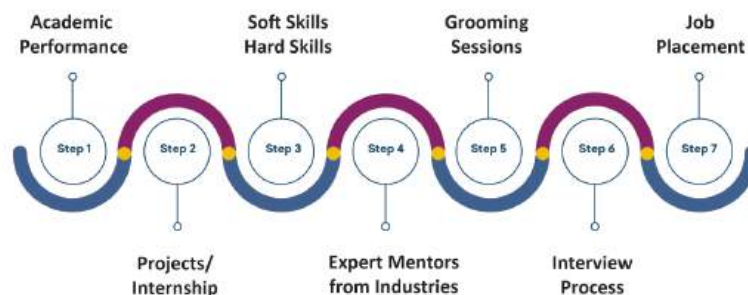 Academic
Performance
Soft Skills
Hard Skills
Grooming
Sessions
Job
Placement
Step 1
Step 2
Step 3
Step 4
Step 5
Step 6
Step 7
Projects/
Internship
Expert Mentors
from Industries
Interview
Process